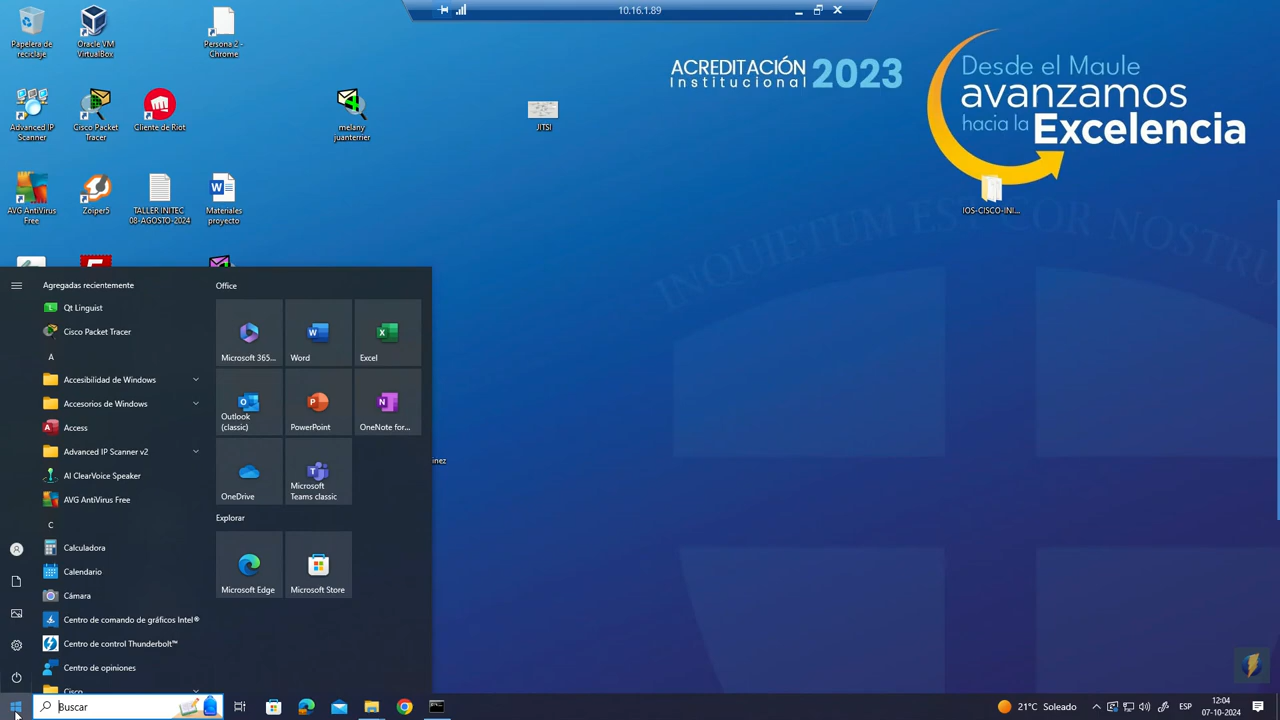 10.16.1.89
Papelera de
reciclaje
Oracle VM
VirtualBox
Persona 2 -
Chrome
ACREDITACIÓN
Institucional
2023
Desde el Maule
avanzamos
hacia la Excelencia
Advanced IP
Scanner
Cisco Packet
Tracer
Cliente de Riot
melany
juanterrier
JITSI
AVG AntiVirus
Free
Zoiper5
TALLER INITEC
08-AGOSTO-2024
Materiales
proyecto
IOS-CISCO-INI...
INQUIETUM EST COR NOSTRU
Agregadas recientemente
Qt Linguist
Cisco Packet Tracer
A
Accesibilidad de Windows
Accesorios de Windows
Access
Advanced IP Scanner v2
AI ClearVoice Speaker
AVG AntiVirus Free
C
Calculadora
Calendario
Cámara
Centro de comando de gráficos Intel®
Centro de control Thunderbolt™
Centro de opiniones
Cisco
Office
Microsoft 365...
Word
Excel
Outlook
(classic)
PowerPoint
OneNote for...
OneDrive
Microsoft
Teams classic
Explorar
Microsoft Edge
Microsoft Store
inez
Buscar
21°C Soleado
ESP
12:04
07-10-2024